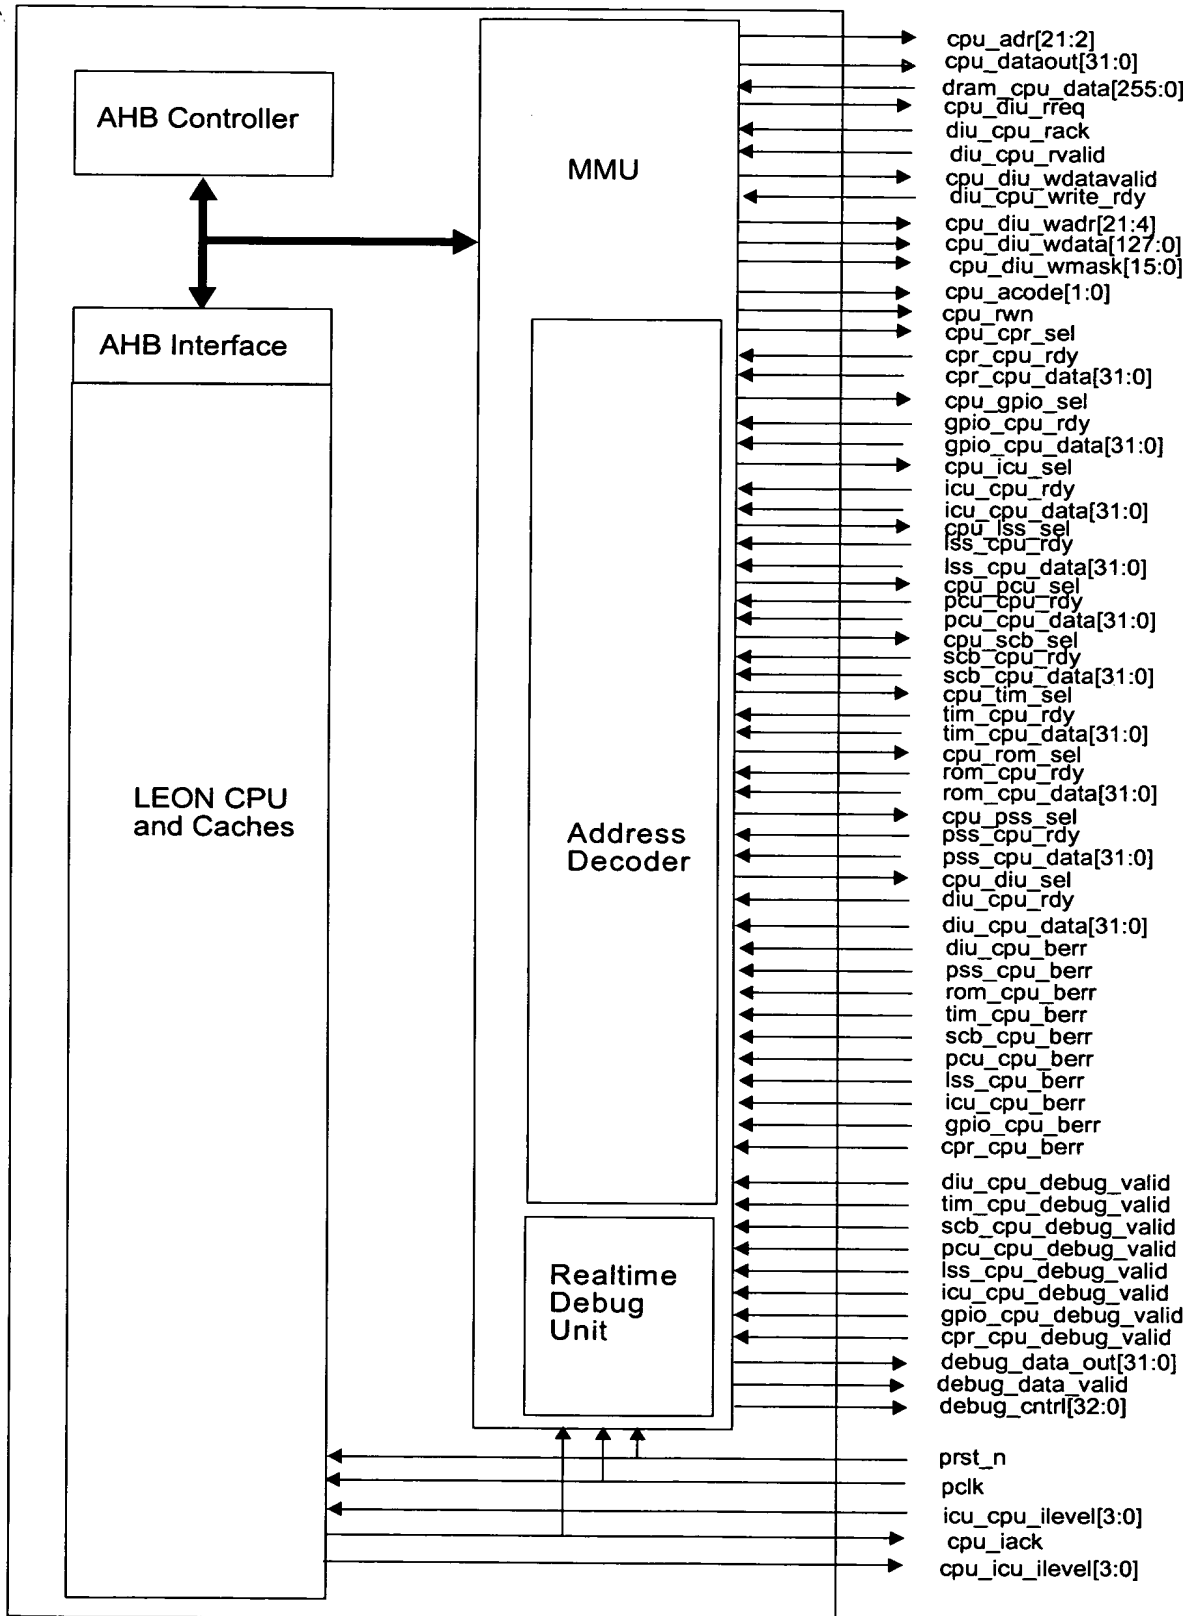 AHB Controller
MMU
AHB Interface
LEON CPU
and Caches
Address
Decoder
Realtime
Debug
Unit
cpu_adr[21:2]
cpu_dataout[31:0]
dram_cpu_data[255:0]
cpu_diu_rreq
diu_cpu_rack
diu_cpu_rvalid
cpu_diu_wdatavalid
diu_cpu_write_rdy
cpu_diu_wadr[21:4]
cpu_diu_wdata[127:0]
cpu_diu_wmask[15:0]
cpu_acode[1:0]
cpu_rwn
cpu_cpr_sel
cpr_cpu_rdy
cpr_cpu_data[31:0]
cpu_gpio_sel
gpio_cpu_rdy
gpio_cpu_data[31:0]
cpu_icu_sel
icu_cpu_rdy
icu_cpu_data[31:0]
cpu_lss_sel
lss_cpu_rdy
lss_cpu_data[31:0]
cpu_pcu_sel
pcu_cpu_rdy
pcu_cpu_data[31:0]
cpu_scb_sel
scb_cpu_rdy
scb_cpu_data[31:0]
cpu_tim_sel
tim_cpu_rdy
tim_cpu_data[31:0]
cpu_rom_sel
rom_cpu_rdy
rom_cpu_data[31:0]
cpu_pss_sel
pss_cpu_rdy
pss_cpu_data[31:0]
cpu_diu_sel
diu_cpu_rdy
diu_cpu_data[31:0]
diu_cpu_berr
pss_cpu_berr
rom_cpu_berr
tim_cpu_berr
scb_cpu_berr
pcu_cpu_berr
lss_cpu_berr
icu_cpu_berr
gpio_cpu_berr
cpr_cpu_berr
diu_cpu_debug_valid
tim_cpu_debug_valid
scb_cpu_debug_valid
pcu_cpu_debug_valid
lss_cpu_debug_valid
icu_cpu_debug_valid
gpio_cpu_debug_valid
cpr_cpu_debug_valid
debug_data_out[31:0]
debug_data_valid
debug_cntrl[32:0]
prst_n
pclk
icu_cpu_ilevel[3:0]
cpu_iack
cpu_icu_ilevel[3:0]